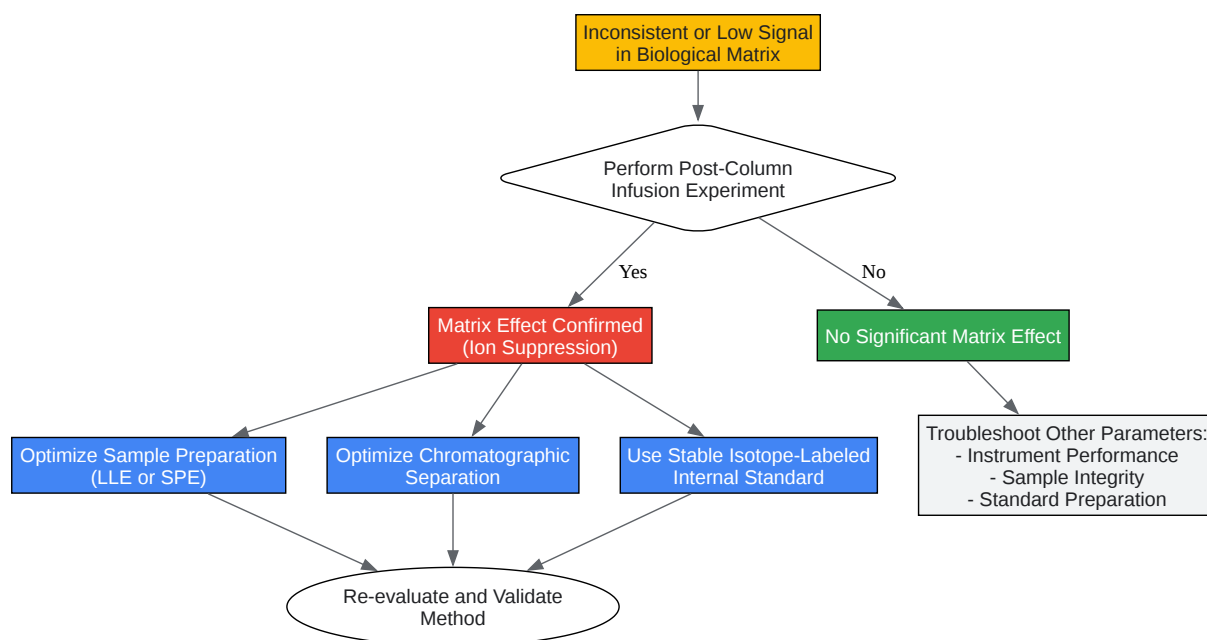 Inconsistent or Low Signal
in Biological Matrix
Perform Post-Column
Infusion Experiment
Yes
No
Matrix Effect Confirmed
(Ion Suppression)
No Significant Matrix Effect
Optimize Sample Preparation
(LLE or SPE)
Optimize Chromatographic
Separation
Use Stable Isotope-Labeled
Internal Standard
Troubleshoot Other Parameters:
- Instrument Performance
- Sample Integrity
- Standard Preparation
Re-evaluate and Validate
Method